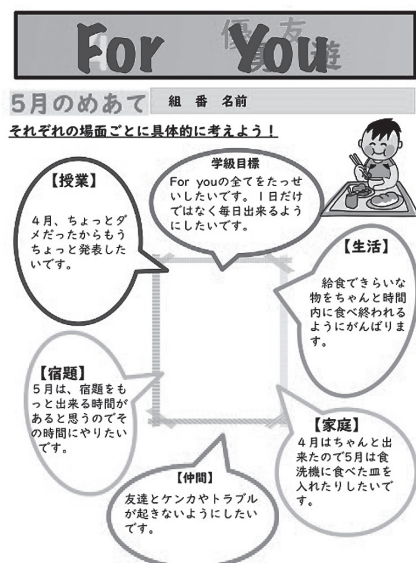 For You
優 友 遊
5月のめあて 組 番 名前
それぞれの場面ごとに具体的に考えよう!
学級目標
For youの全てをたっせ
いしたいです。1日だけ
ではなく毎日出来るよう
にしたいです。
【授業】
4月、ちょっとダ
メだったからもう
ちょっと発表した
いです。
【生活】
給食できらいな
物をちゃんと時間
内に食べ終われる
ようにがんばりま
す。
【宿題】
5月は、宿題をも
っと出来る時間が
あると思うのでそ
の時間にやりたい
です。
【家庭】
4月はちゃんと出
来たので5月は食
洗機に食べた皿を
入れたりしたいで
す。
【仲間】
友達とケンカやトラブル
が起きないようにしたい
です。